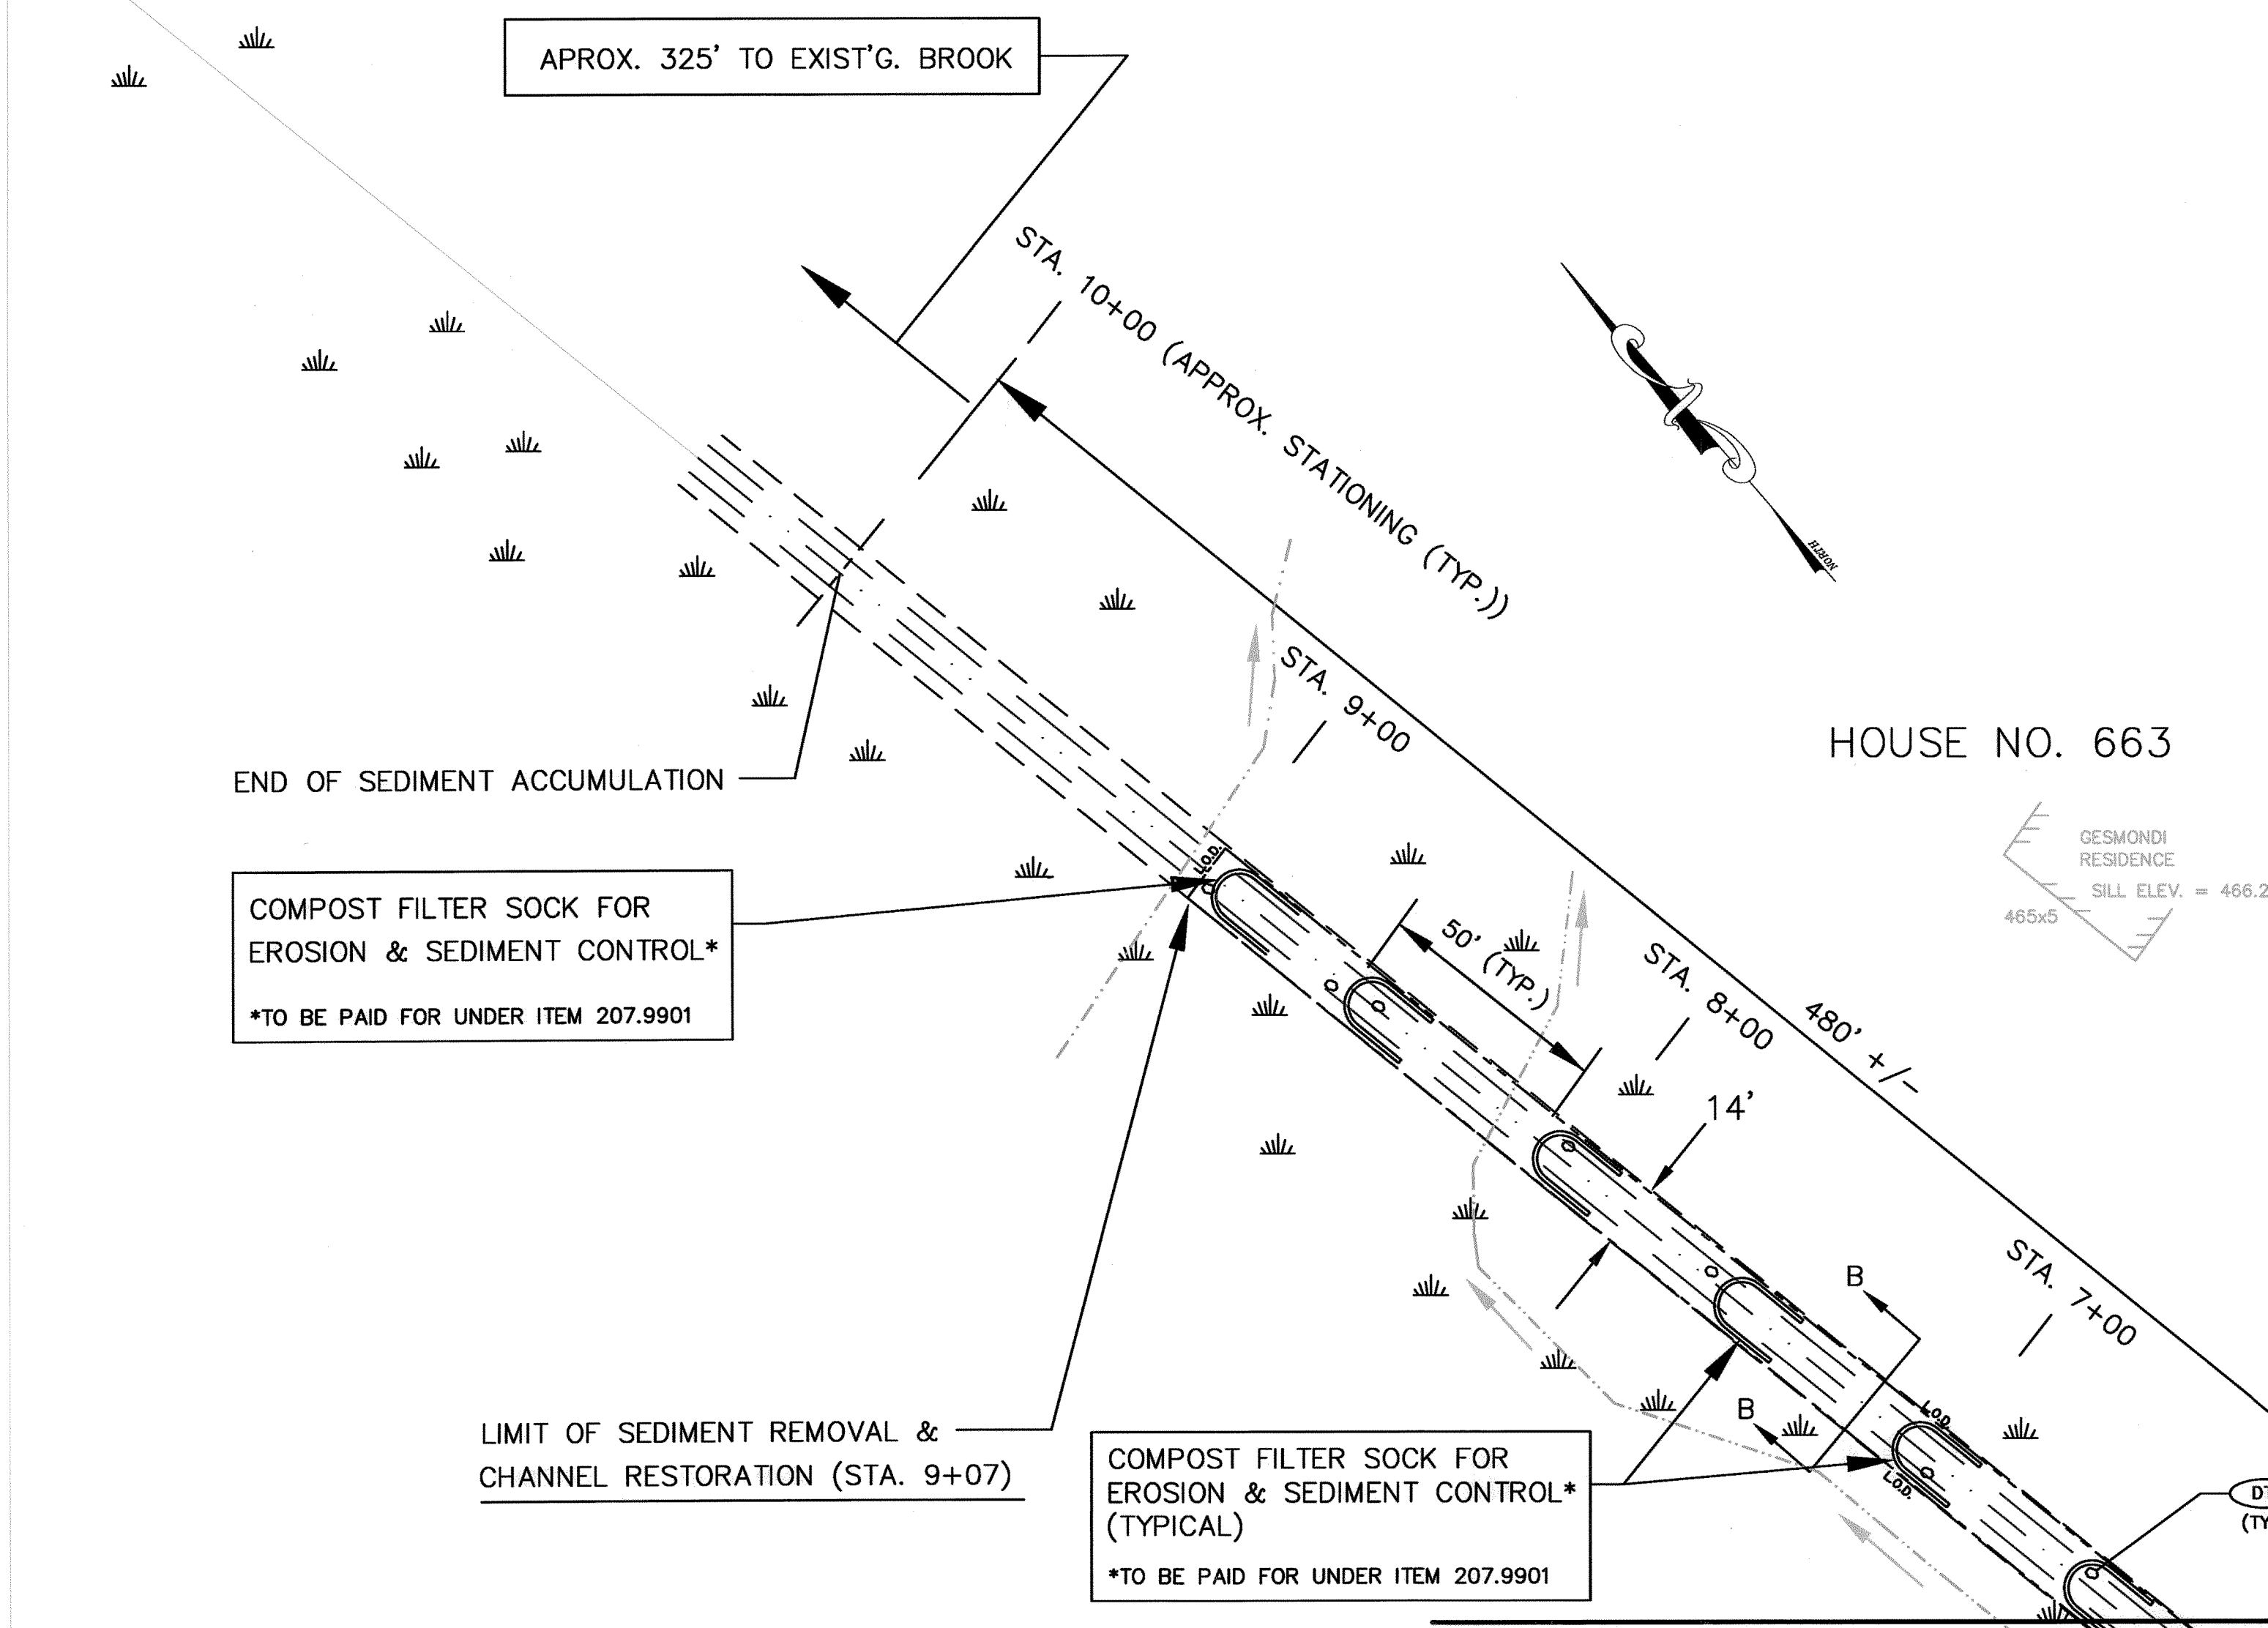 APROX. 325' TO EXIST'G. BROOK
STA. 10+00 (APPROX. STATIONING (TYP.))
NORTH
STA. 9+00
HOUSE NO. 663
END OF SEDIMENT ACCUMULATION
GESMONDI
RESIDENCE
SILL ELEV. = 466.2
465x5
L.O.D.
COMPOST FILTER SOCK FOR
EROSION & SEDIMENT CONTROL*
*TO BE PAID FOR UNDER ITEM 207.9901
50' (TYP.)
STA. 8+00
480' +/-
14'
STA. 7+00
B
B
L.O.D.
L.O.D.
LIMIT OF SEDIMENT REMOVAL &
CHANNEL RESTORATION (STA. 9+07)
COMPOST FILTER SOCK FOR
EROSION & SEDIMENT CONTROL*
(TYPICAL)
*TO BE PAID FOR UNDER ITEM 207.9901